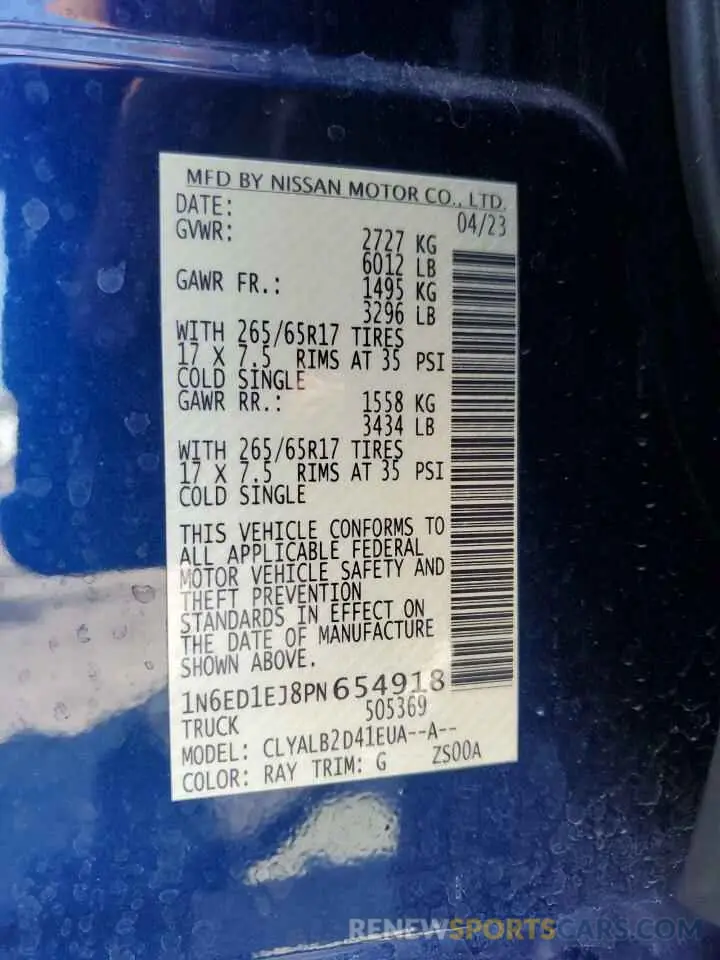 MFD BY NISSAN MOTOR CO., LTD.
DATE: 04/23
GVWR: 2727 KG
6012 LB
GAWR FR.: 1495 KG
3296 LB
WITH 265/65R17 TIRES
17 X 7.5 RIMS AT 35 PSI
COLD SINGLE
GAWR RR.: 1558 KG
3434 LB
WITH 265/65R17 TIRES
17 X 7.5 RIMS AT 35 PSI
COLD SINGLE
THIS VEHICLE CONFORMS TO
ALL APPLICABLE FEDERAL
MOTOR VEHICLE SAFETY AND
THEFT PREVENTION
STANDARDS IN EFFECT ON
THE DATE OF MANUFACTURE
SHOWN ABOVE.
1N6ED1EJ8PN654918
TRUCK 505369
MODEL: CLYALB2D41EUA--A--
COLOR: RAY TRIM: G ZS00A
RENEWSPORTSCARS.COM